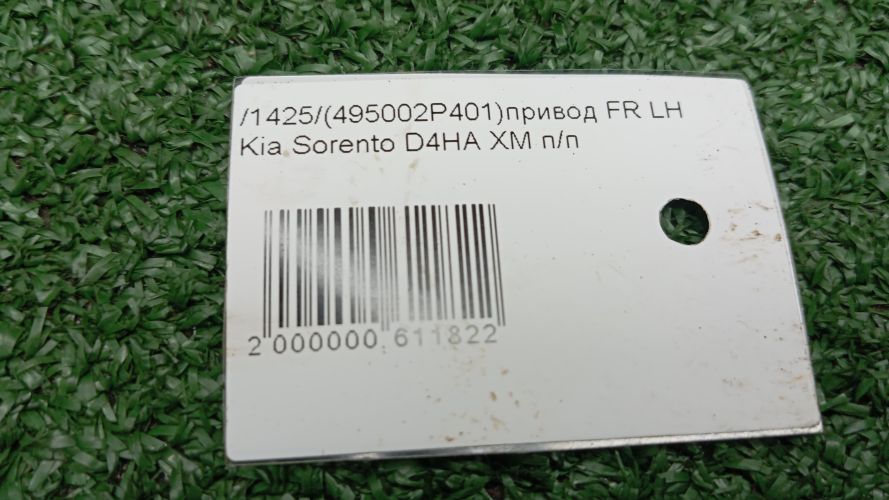 /1425/(495002P401)привод FR LH
Kia Sorento D4HA XM п/п
2 000000 611822